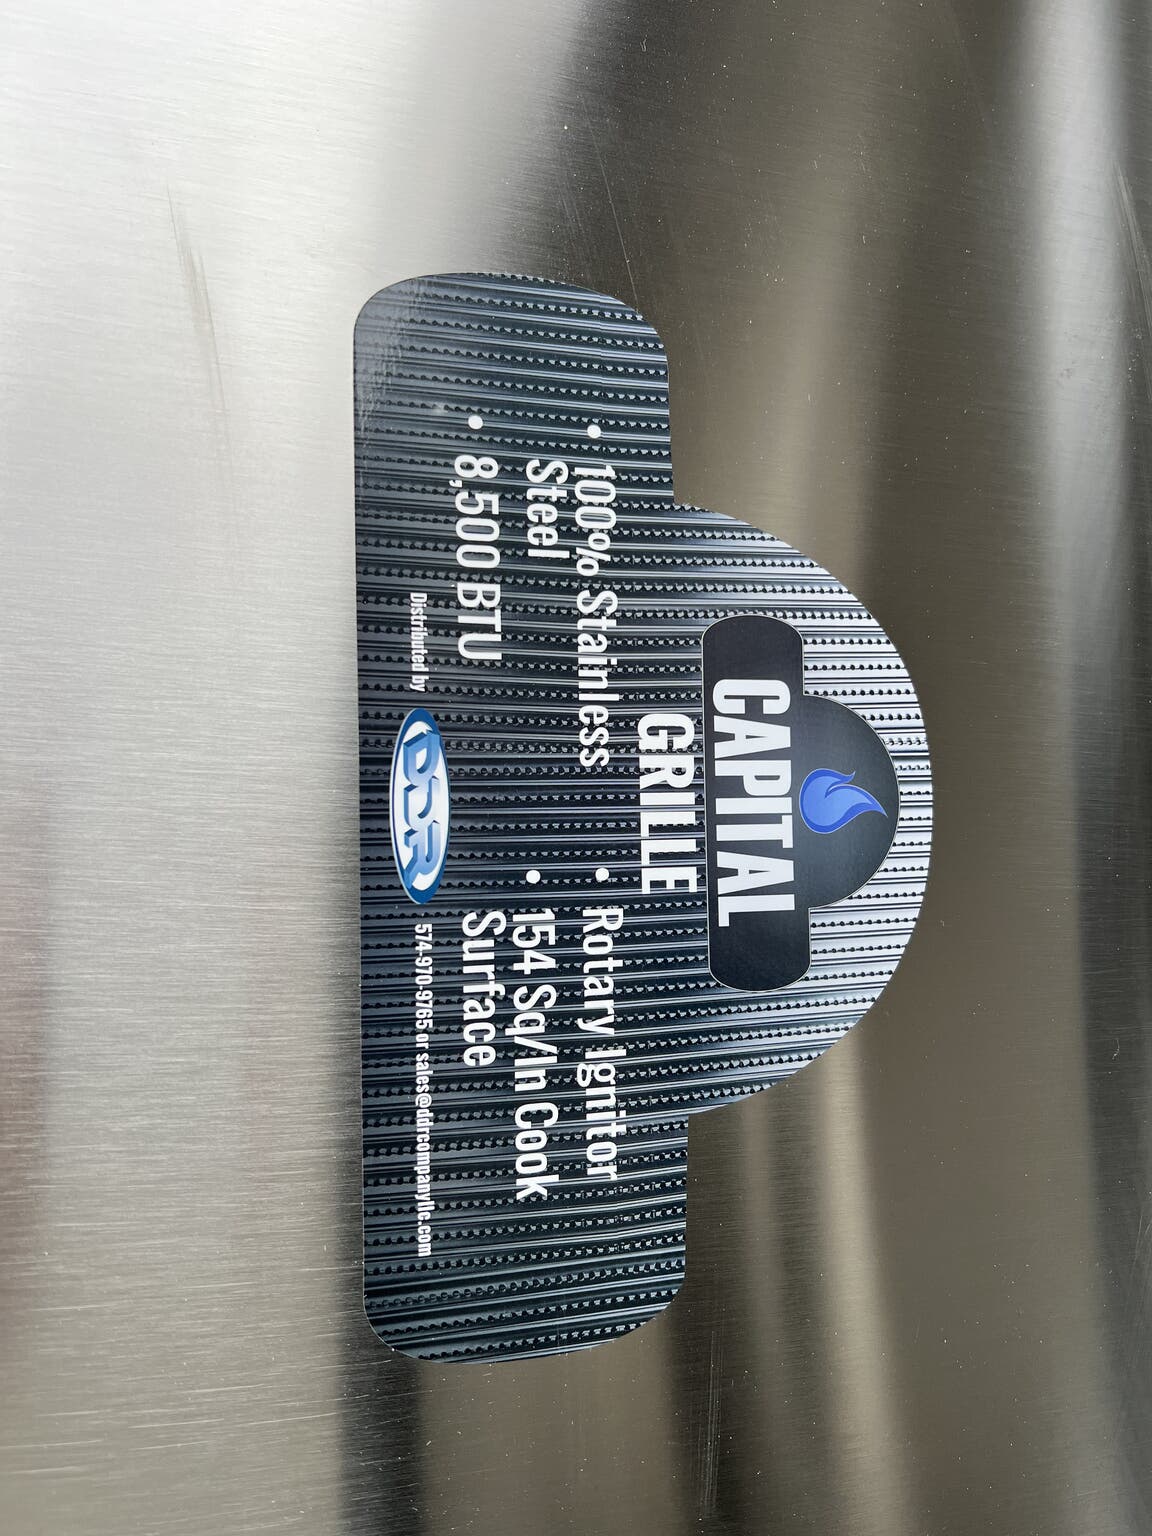 CAPITAL
GRILLE
• 100% Stainless
Steel
• 8,500 BTU
• Rotary Ignitor
• 154 Sq/In Cook
Surface
Distributed by DDR 574-970-9765 or sales@ddrcompanyllc.com